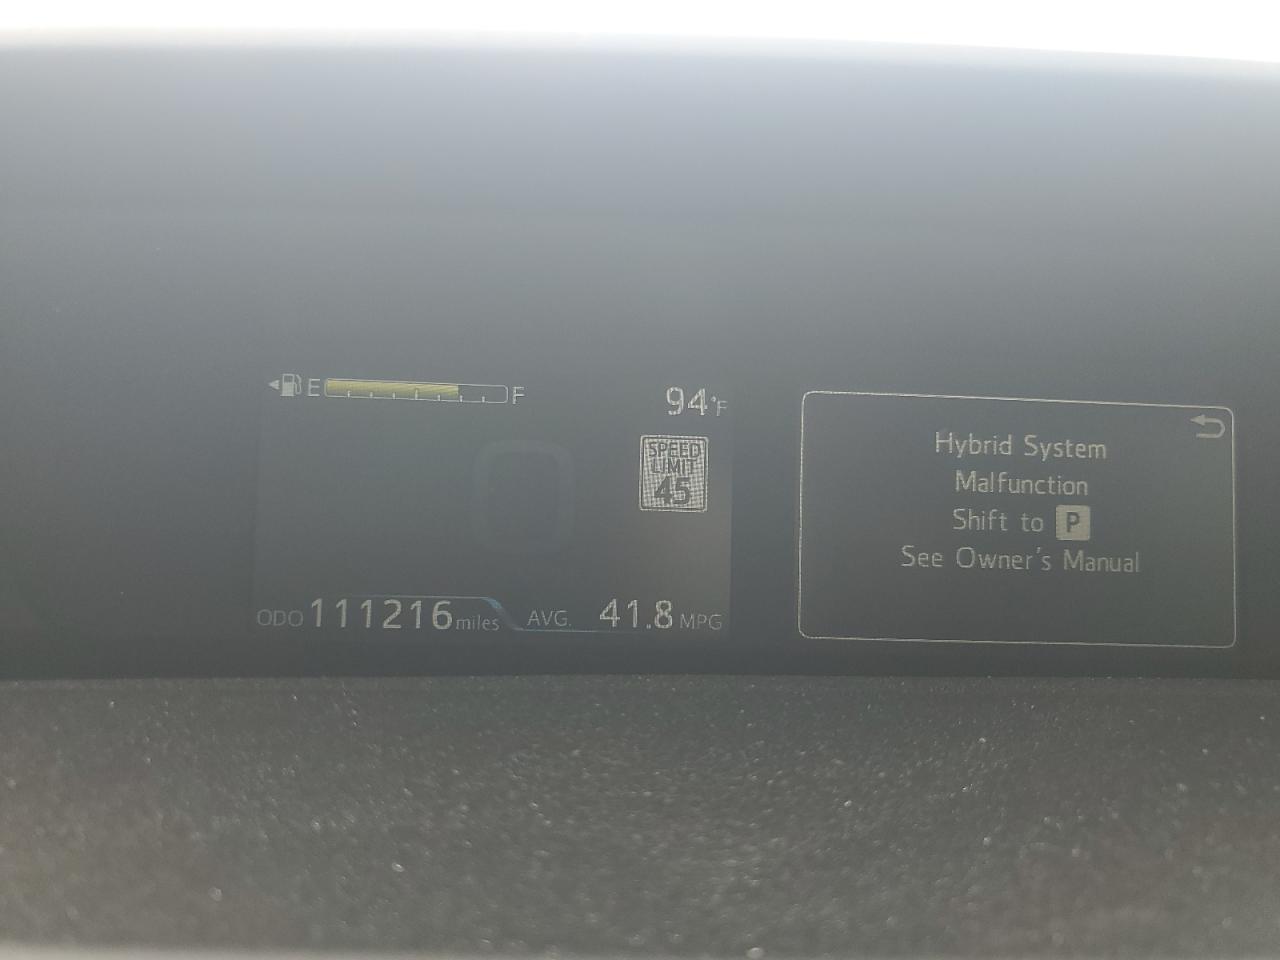 E F
94°F
SPEED
LIMIT
45
ODO 111216 miles AVG. 41.8 MPG
Hybrid System
Malfunction
Shift to P
See Owner's Manual